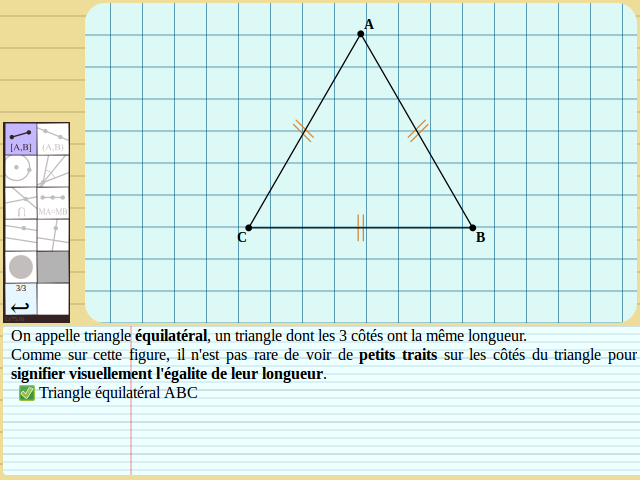 A
[A,B] (A,B)
⋂ MA=MB
C B
3/3
On appelle triangle équilatéral, un triangle dont les 3 côtés ont la même longueur.
Comme sur cette figure, il n'est pas rare de voir de petits traits sur les côtés du triangle pour
signifier visuellement l'égalite de leur longueur.
✅ Triangle équilatéral ABC